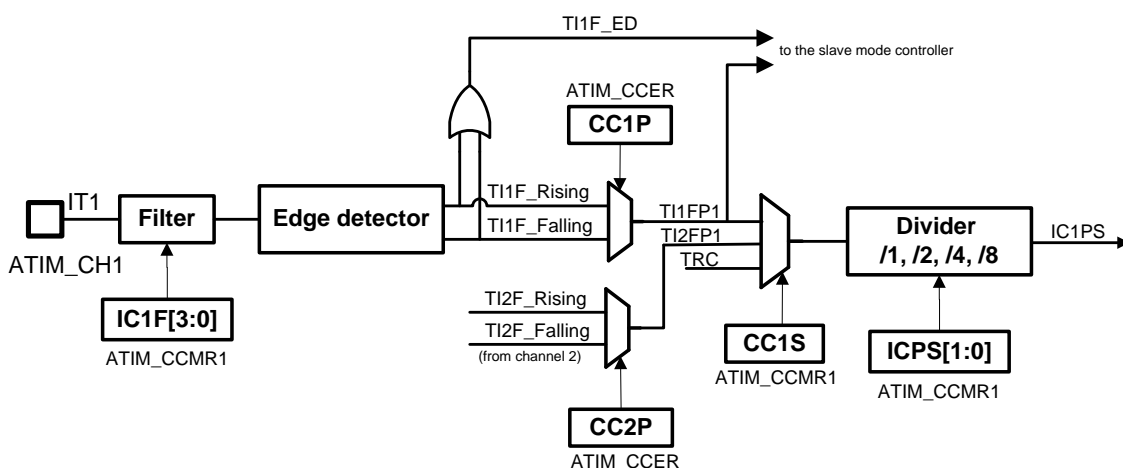 TI1F_ED
to the slave mode controller
ATIM_CCER
CC1P
IT1
Filter
Edge detector
TI1F_Rising
TI1F_Falling
TI1FP1
TI2FP1
TRC
Divider
/1, /2, /4, /8
IC1PS
ATIM_CH1
IC1F[3:0]
ATIM_CCMR1
TI2F_Rising
TI2F_Falling
(from channel 2)
CC1S
ATIM_CCMR1
ICPS[1:0]
ATIM_CCMR1
CC2P
ATIM_CCER